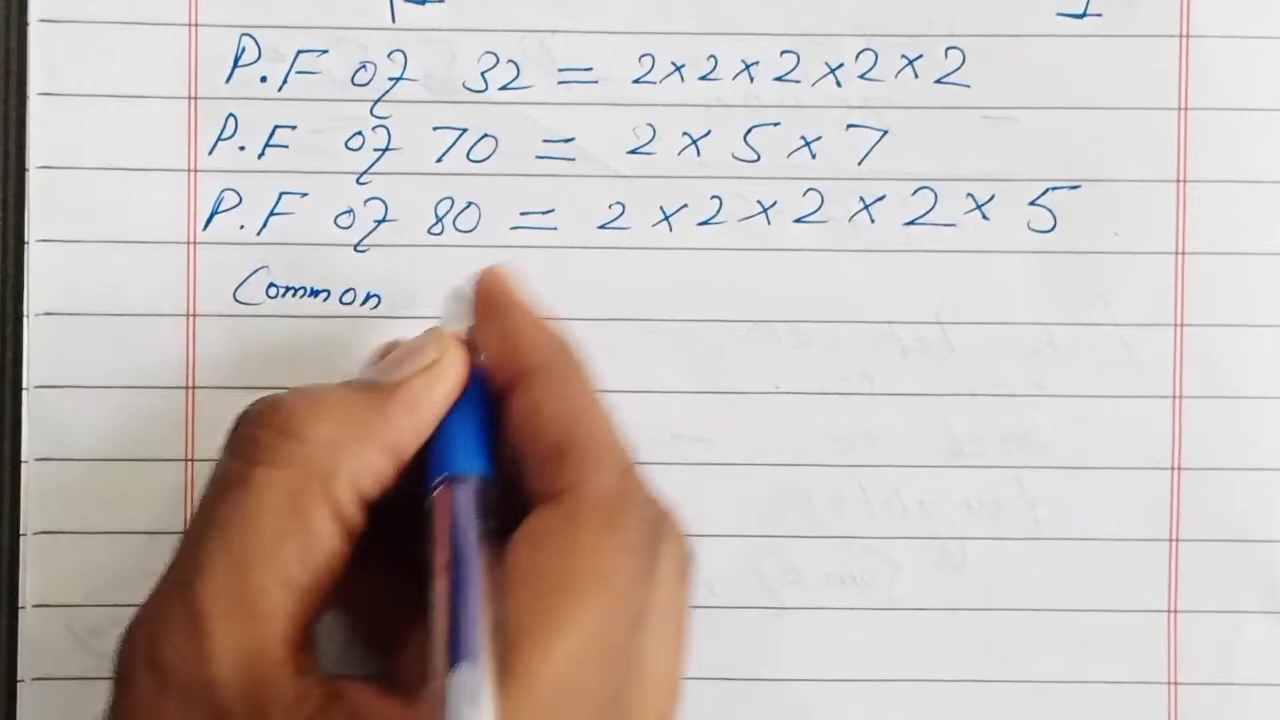 P.F of 32 = 2×2×2×2×2
P.F of 70 = 2×5×7
P.F of 80 = 2×2×2×2×5
Common